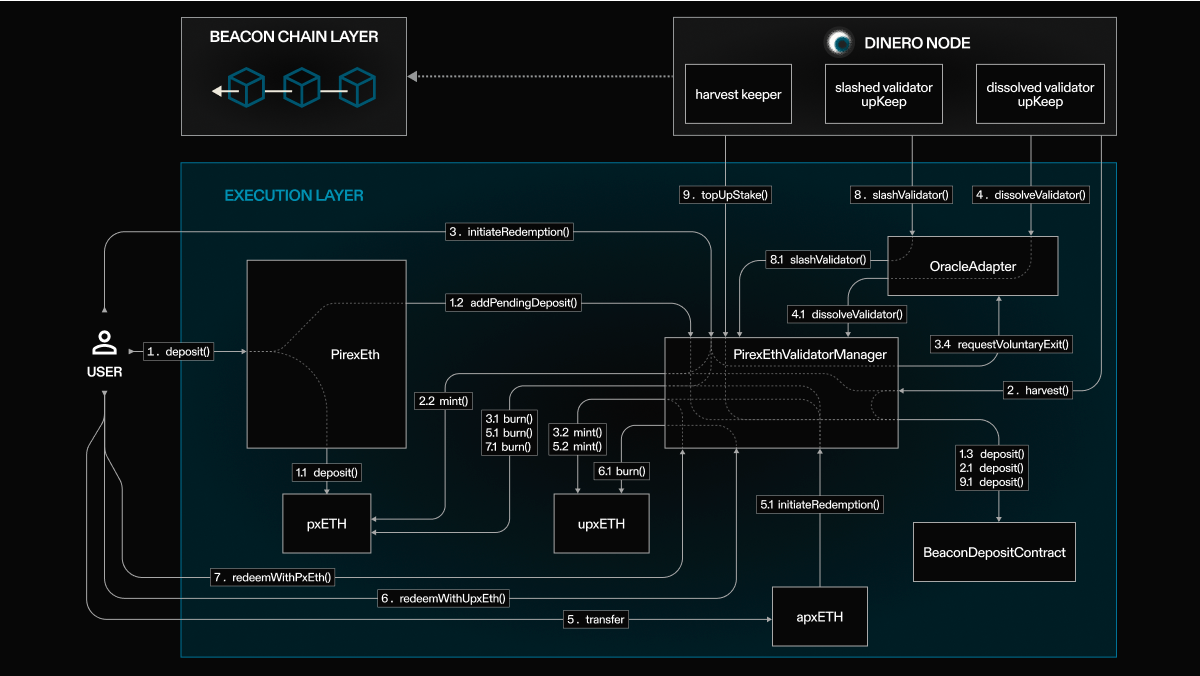 BEACON CHAIN LAYER
DINERO NODE
harvest keeper
slashed validator
upKeep
dissolved validator
upKeep
EXECUTION LAYER
9. topUpStake()
8. slashValidator()
4. dissolveValidator()
3. initiateRedemption()
8.1 slashValidator()
OracleAdapter
1.2 addPendingDeposit()
4.1 dissolveValidator()
USER
1. deposit()
PirexEth
PirexEthValidatorManager
3.4 requestVoluntaryExit()
2. harvest()
2.2 mint()
3.1 burn()
5.1 burn()
7.1 burn()
3.2 mint()
5.2 mint()
6.1 burn()
1.3 deposit()
2.1 deposit()
9.1 deposit()
1.1 deposit()
5.1 initiateRedemption()
pxETH
upxETH
BeaconDepositContract
7. redeemWithPxEth()
6. redeemWithUpxEth()
5. transfer
apxETH